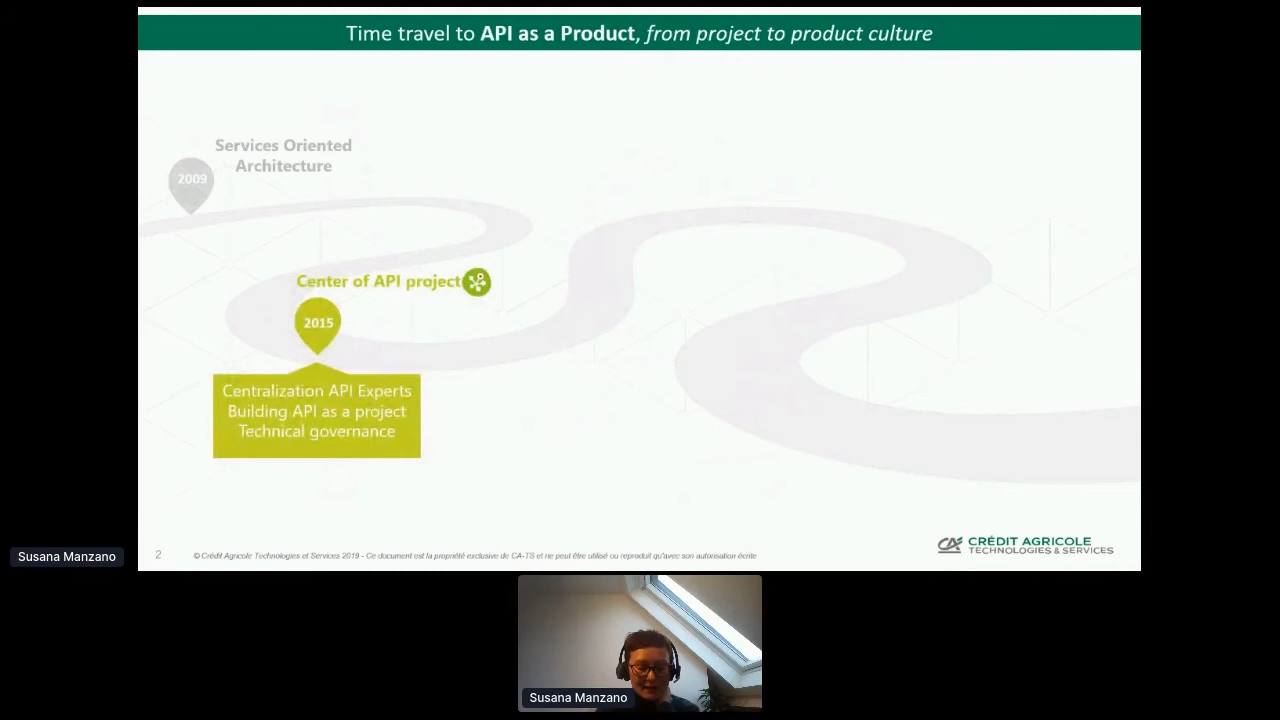 Time travel to API as a Product, from project to product culture
Services Oriented
Architecture
2009
Center of API project
2015
Centralization API Experts
Building API as a project
Technical governance
2
© Crédit Agricole Technologies et Services 2019 - Ce document est la propriété exclusive de CA-TS et ne peut être utilisé ou reproduit qu'avec son autorisation écrite
CRÉDIT AGRICOLE
TECHNOLOGIES & SERVICES
Susana Manzano
Susana Manzano